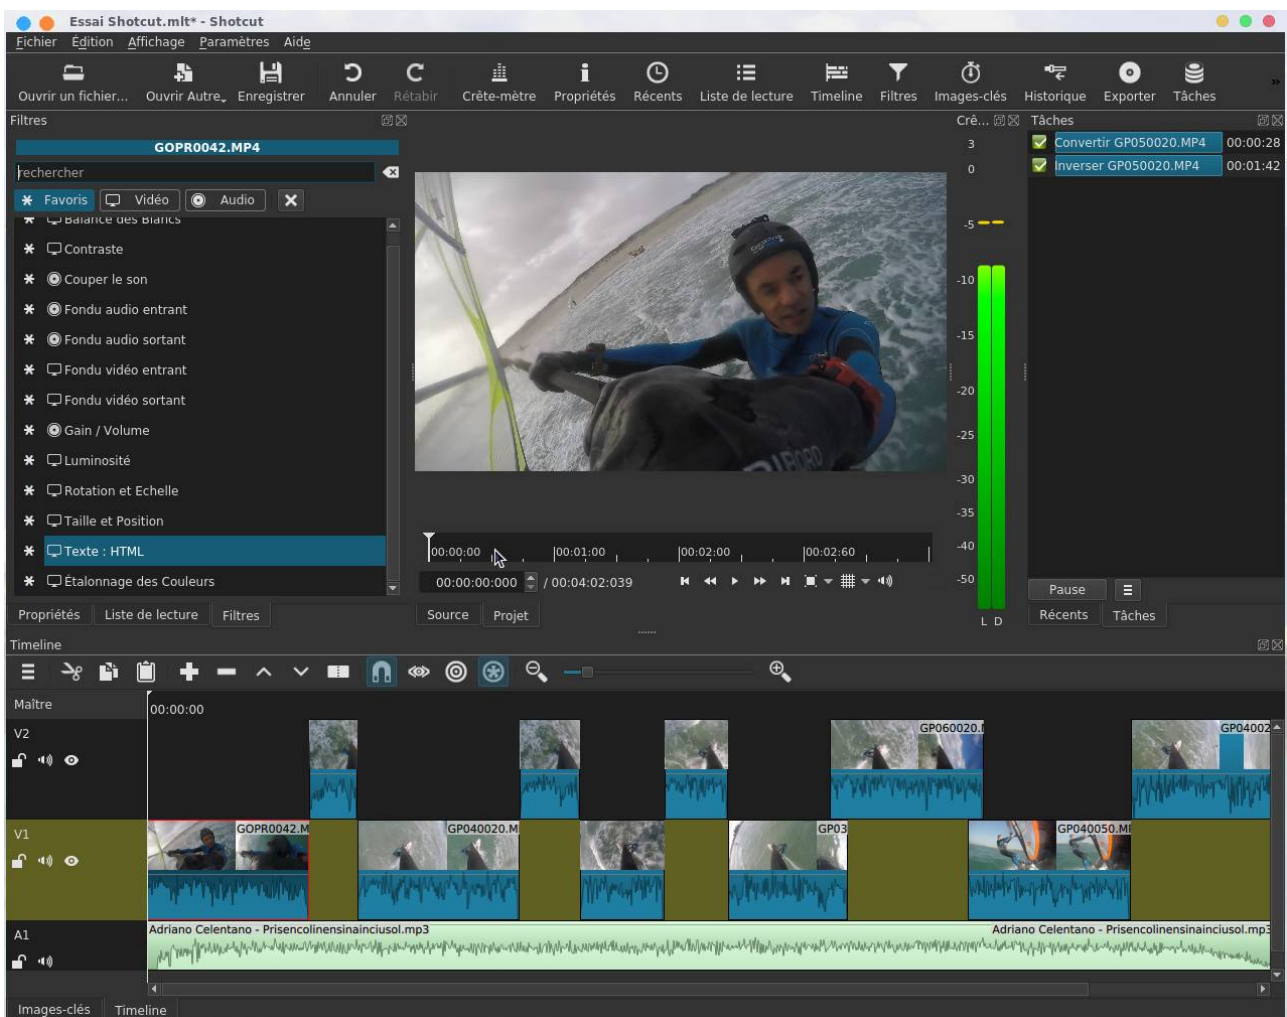 Essai Shotcut.mlt* - Shotcut
Fichier Édition Affichage Paramètres Aide
Ouvrir un fichier... Ouvrir Autre Enregistrer Annuler Rétabir Crête-mètre Propriétés Récents Liste de lecture Timeline Filtres Images-clés Historique Exporter Tâches
Filtres
GOPR0042.MP4
rechercher
Favoris Vidéo Audio
Balance des Blancs
Contraste
Couper le son
Fondu audio entrant
Fondu audio sortant
Fondu vidéo entrant
Fondu vidéo sortant
Gain / Volume
Luminosité
Rotation et Echelle
Taille et Position
Texte : HTML
Étalonnage des Couleurs
Propriétés Liste de lecture Filtres
00:00:00 00:01:00 00:02:00 00:02:60
00:00:00:000 / 00:04:02:039
Source Projet
Crê...
3
0
-5
-10
-15
-20
-25
-30
-35
-40
-50
L D
Tâches
Convertir GP050020.MP4 00:00:28
Inverser GP050020.MP4 00:01:42
Pause
Récents Tâches
Timeline
Maître
00:00:00
V2
GP060020.
GP04002
V1
GOPR0042.M
GP040020.M
GP03
GP040050.M
A1
Adriano Celentano - Prisencolinensinainciusol.mp3
Adriano Celentano - Prisencolinensinainciusol.mp3
Images-clés Timeline